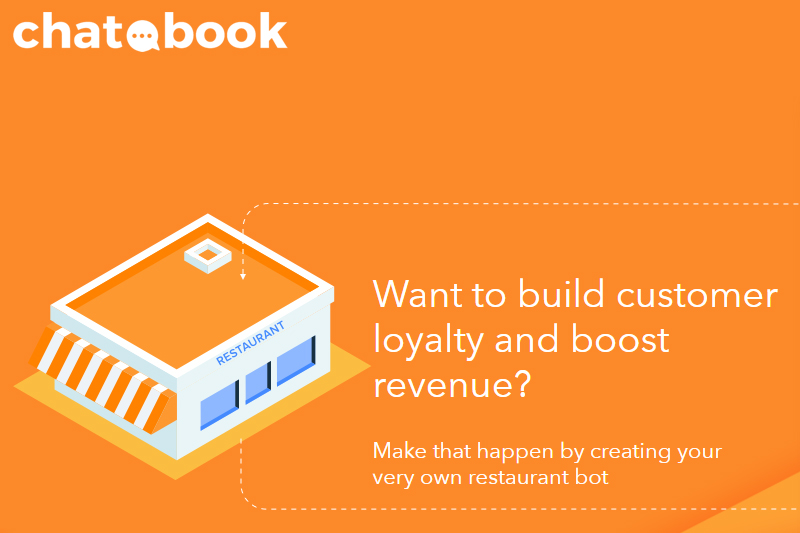 chatobook
RESTAURANT
Want to build customer
loyalty and boost
revenue?
Make that happen by creating your
very own restaurant bot